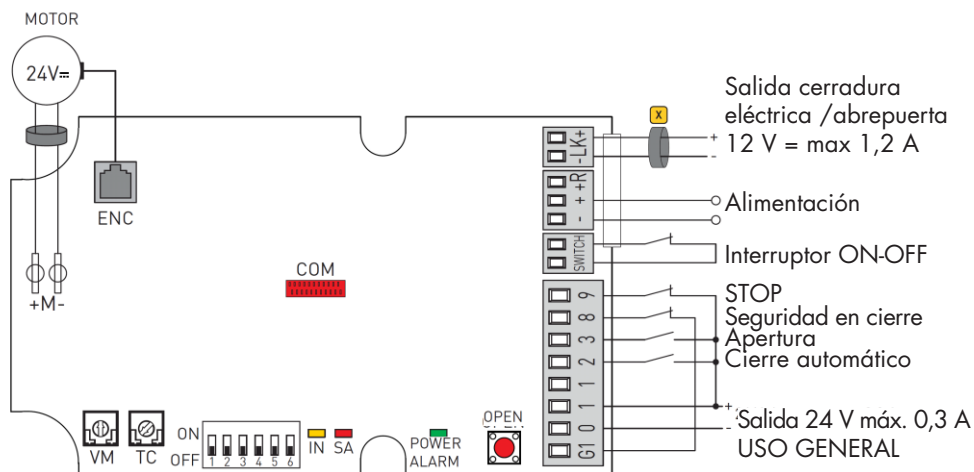 MOTOR
24V=
ENC
+M-
COM
X
-LK+
Salida cerradura
eléctrica /abrepuerta
12 V = max 1,2 A
+
-
- + +R
Alimentación
SWITCH
Interruptor ON-OFF
9
STOP
8
Seguridad en cierre
3
Apertura
2
Cierre automático
1
1
+
Salida 24 V máx. 0,3 A
0
-
USO GENERAL
G1
VM
TC
ON
OFF
1 2 3 4 5 6
IN SA
POWER
ALARM
OPEN